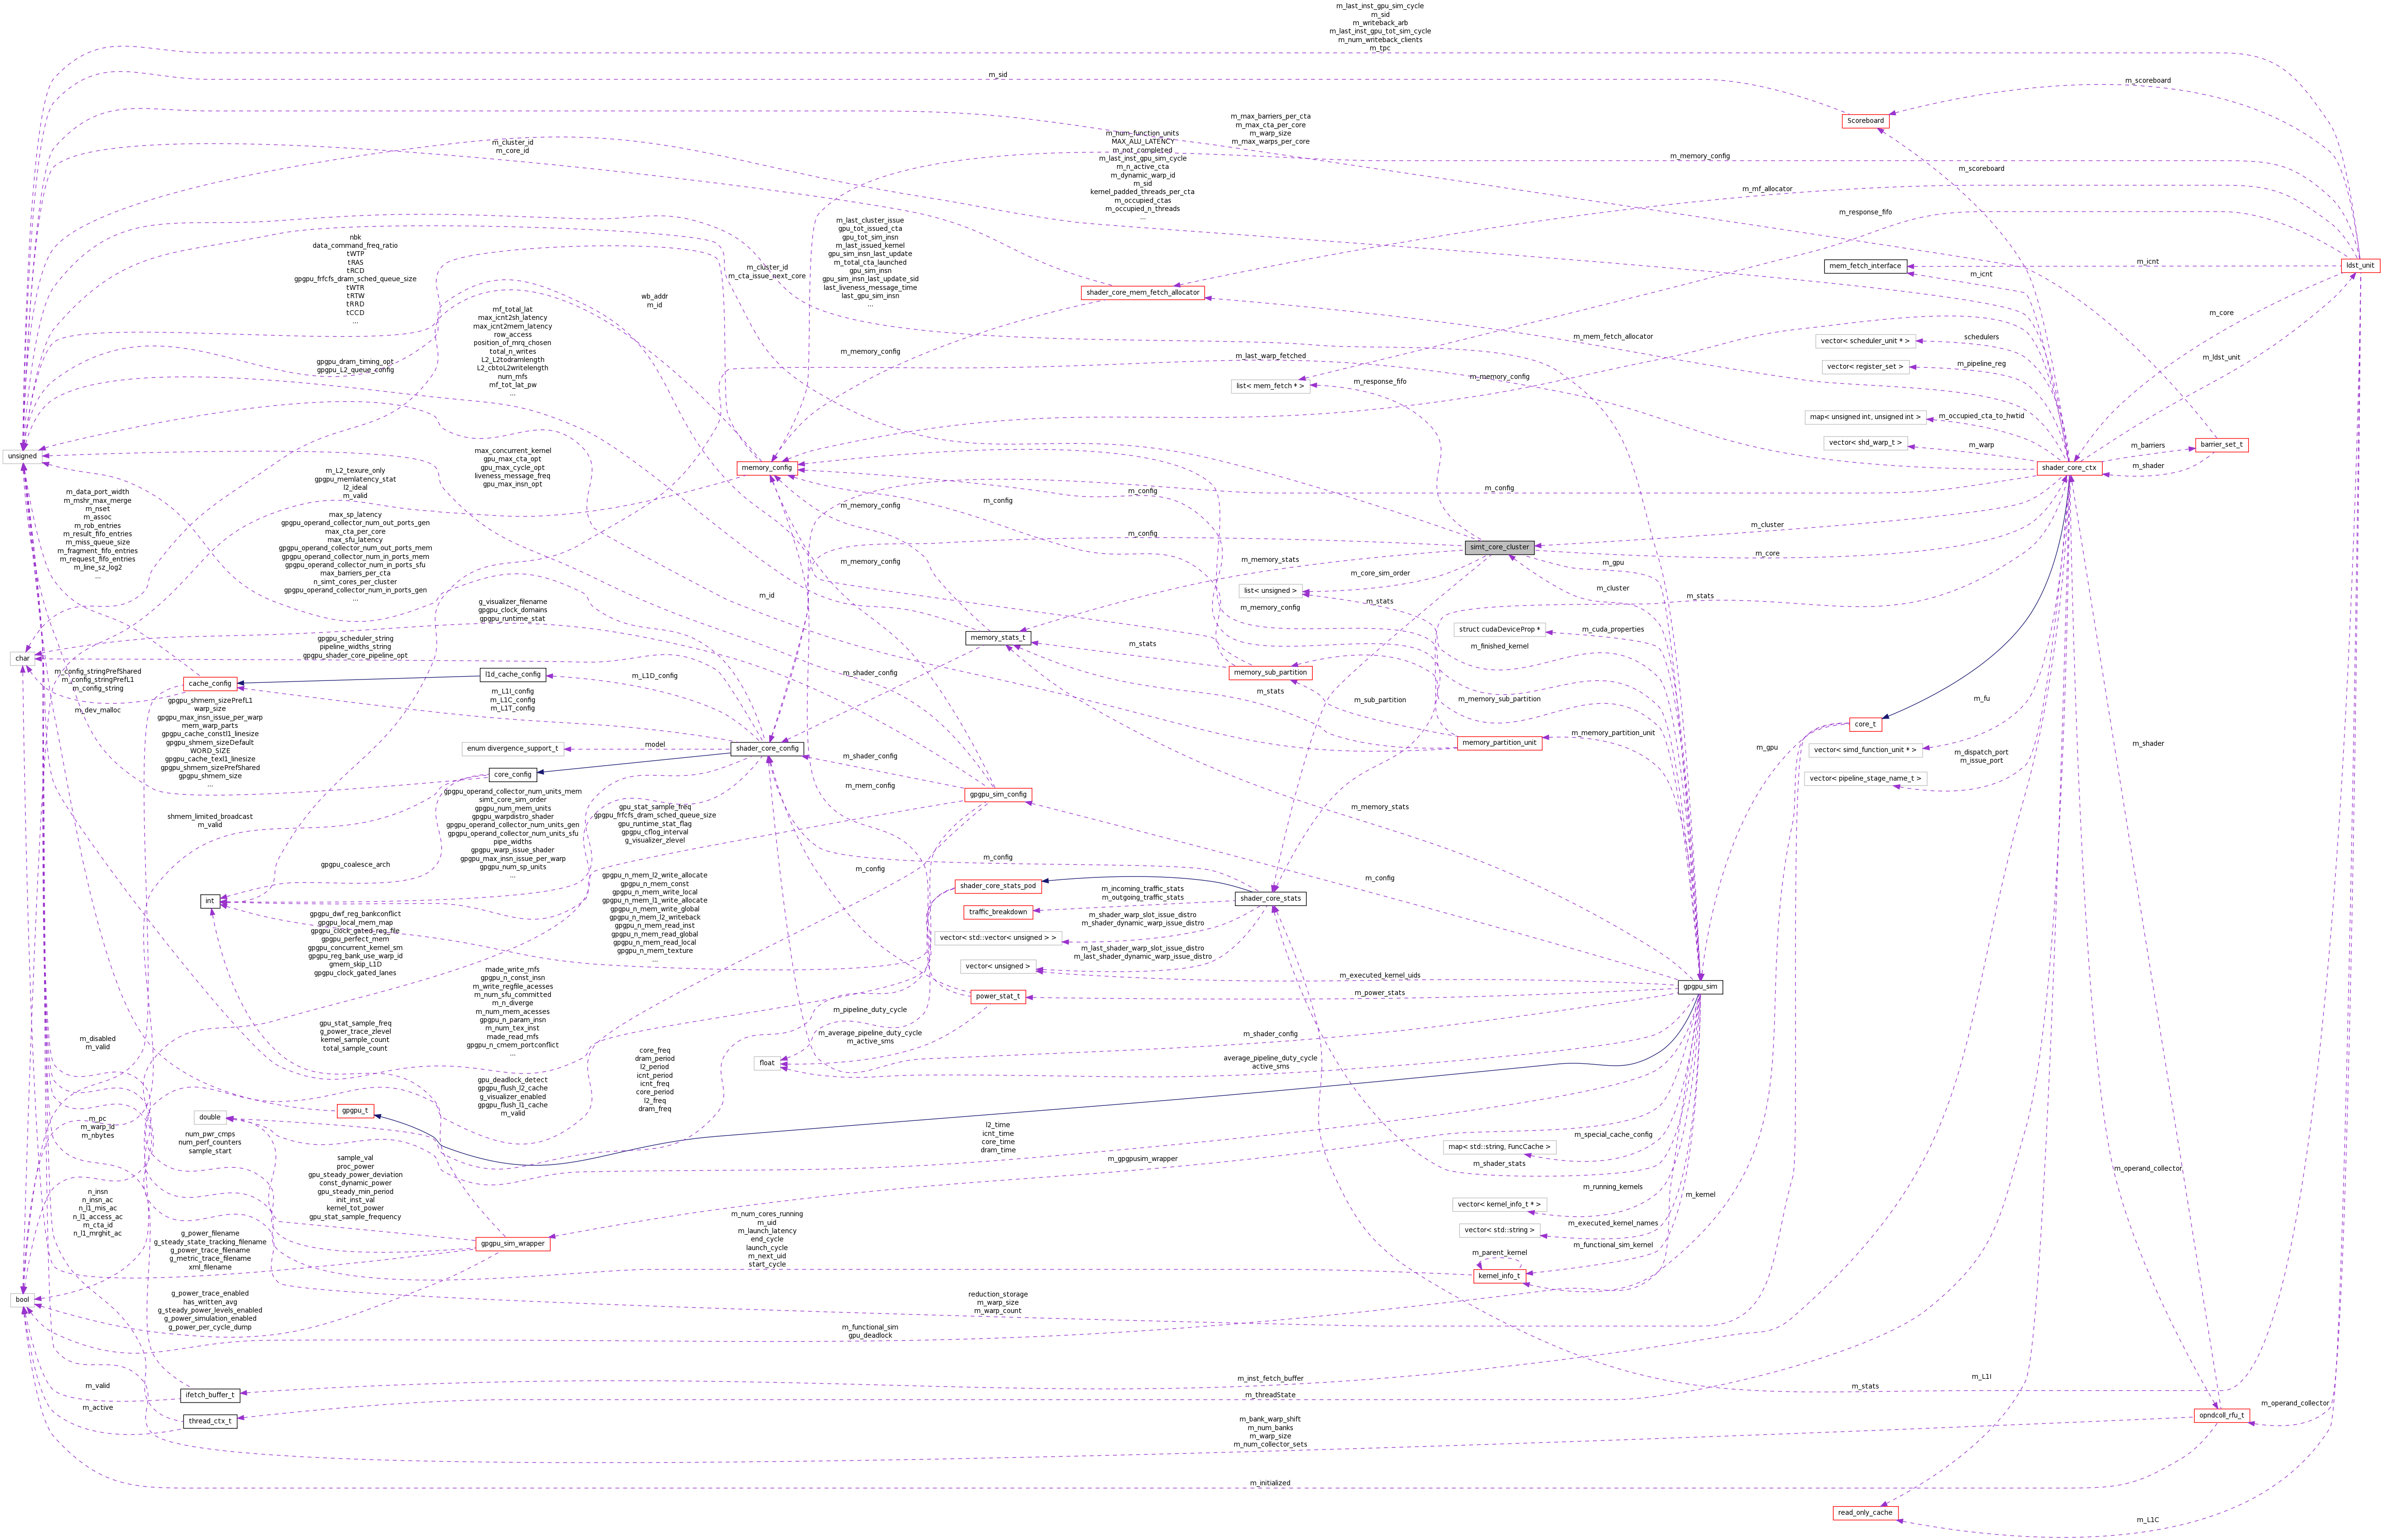 m_last_inst_gpu_sim_cycle
m_sid
m_writeback_arb
m_last_inst_gpu_tot_sim_cycle
m_num_writeback_clients
m_tpc
m_sid
m_scoreboard
Scoreboard
m_max_barriers_per_cta
m_max_cta_per_core
m_warp_size
m_max_warps_per_core
m_num_function_units
MAX_ALU_LATENCY
m_not_completed
m_last_inst_gpu_sim_cycle
m_n_active_cta
m_dynamic_warp_id
m_sid
kernel_padded_threads_per_cta
m_occupied_ctas
m_occupied_n_threads
...
m_cluster_id
m_core_id
m_memory_config
m_scoreboard
m_mf_allocator
m_response_fifo
m_last_cluster_issue
gpu_tot_issued_cta
gpu_tot_sim_insn
m_last_issued_kernel
gpu_sim_insn_last_update
m_total_cta_launched
gpu_sim_insn
gpu_sim_insn_last_update_sid
last_liveness_message_time
last_gpu_sim_insn
...
nbk
data_command_freq_ratio
tWTP
tRAS
tRCD
gpgpu_frfcfs_dram_sched_queue_size
tWTR
tRTW
tRRD
tCCD
...
m_cluster_id
m_cta_issue_next_core
mem_fetch_interface
m_icnt
m_icnt
ldst_unit
shader_core_mem_fetch_allocator
wb_addr
m_id
mf_total_lat
max_icnt2sh_latency
max_icnt2mem_latency
row_access
position_of_mrq_chosen
total_n_writes
L2_L2todramlength
L2_cbtoL2writelength
num_mfs
mf_tot_lat_pw
...
m_core
m_mem_fetch_allocator
vector< scheduler_unit * >
schedulers
m_memory_config
m_last_warp_fetched
gpgpu_dram_timing_opt
gpgpu_L2_queue_config
vector< register_set >
m_pipeline_reg
m_ldst_unit
list< mem_fetch * >
m_response_fifo
m_memory_config
map< unsigned int, unsigned int >
m_occupied_cta_to_hwtid
vector< shd_warp_t >
m_warp
m_barriers
barrier_set_t
unsigned
memory_config
shader_core_ctx
m_shader
max_concurrent_kernel
gpu_max_cta_opt
gpu_max_cycle_opt
liveness_message_freq
gpu_max_insn_opt
m_L2_texure_only
gpgpu_memlatency_stat
l2_ideal
m_valid
m_config
m_config
m_config
m_memory_config
m_data_port_width
m_mshr_max_merge
m_nset
m_assoc
m_rob_entries
m_result_fifo_entries
m_miss_queue_size
m_fragment_fifo_entries
m_request_fifo_entries
m_line_sz_log2
...
max_sp_latency
gpgpu_operand_collector_num_out_ports_gen
max_cta_per_core
max_sfu_latency
gpgpu_operand_collector_num_out_ports_mem
gpgpu_operand_collector_num_in_ports_mem
gpgpu_operand_collector_num_in_ports_sfu
max_barriers_per_cta
n_simt_cores_per_cluster
gpgpu_operand_collector_num_in_ports_gen
...
m_config
m_cluster
simt_core_cluster
m_core
m_memory_config
m_memory_stats
m_gpu
m_core_sim_order
list< unsigned >
m_cluster
m_id
m_stats
m_stats
g_visualizer_filename
gpgpu_clock_domains
gpgpu_runtime_stat
m_memory_config
struct cudaDeviceProp *
m_cuda_properties
gpgpu_scheduler_string
pipeline_widths_string
gpgpu_shader_core_pipeline_opt
memory_stats_t
m_stats
m_finished_kernel
char
m_config_stringPrefShared
m_config_stringPrefL1
m_config_string
cache_config
l1d_cache_config
m_L1D_config
m_shader_config
memory_sub_partition
m_stats
m_L1I_config
m_L1C_config
m_L1T_config
m_sub_partition
m_memory_sub_partition
m_fu
m_dev_malloc
gpgpu_shmem_sizePrefL1
warp_size
gpgpu_max_insn_issue_per_warp
mem_warp_parts
gpgpu_cache_constl1_linesize
gpgpu_shmem_sizeDefault
WORD_SIZE
gpgpu_cache_texl1_linesize
gpgpu_shmem_sizePrefShared
gpgpu_shmem_size
...
core_t
m_memory_partition_unit
memory_partition_unit
enum divergence_support_t
model
shader_core_config
m_gpu
vector< simd_function_unit * >
m_shader
m_shader_config
m_dispatch_port
m_issue_port
core_config
vector< pipeline_stage_name_t >
m_mem_config
gpgpu_operand_collector_num_units_mem
simt_core_sim_order
gpgpu_num_mem_units
gpgpu_warpdistro_shader
gpgpu_operand_collector_num_units_gen
gpgpu_operand_collector_num_units_sfu
pipe_widths
gpgpu_warp_issue_shader
gpgpu_max_insn_issue_per_warp
gpgpu_num_sp_units
...
gpgpu_sim_config
gpu_stat_sample_freq
gpgpu_frfcfs_dram_sched_queue_size
gpu_runtime_stat_flag
gpgpu_cflog_interval
g_visualizer_zlevel
m_memory_stats
shmem_limited_broadcast
m_valid
gpgpu_coalesce_arch
m_config
m_config
m_config
gpgpu_n_mem_l2_write_allocate
gpgpu_n_mem_const
gpgpu_n_mem_write_local
gpgpu_n_mem_l1_write_allocate
gpgpu_n_mem_write_global
gpgpu_n_mem_l2_writeback
gpgpu_n_mem_read_inst
gpgpu_n_mem_read_global
gpgpu_n_mem_read_local
gpgpu_n_mem_texture
...
shader_core_stats_pod
m_incoming_traffic_stats
m_outgoing_traffic_stats
shader_core_stats
int
traffic_breakdown
gpgpu_dwf_reg_bankconflict
gpgpu_local_mem_map
gpgpu_clock_gated_reg_file
gpgpu_perfect_mem
gpgpu_concurrent_kernel_sm
gpgpu_reg_bank_use_warp_id
gmem_skip_L1D
gpgpu_clock_gated_lanes
m_shader_warp_slot_issue_distro
m_shader_dynamic_warp_issue_distro
vector< std::vector< unsigned > >
m_last_shader_warp_slot_issue_distro
m_last_shader_dynamic_warp_issue_distro
vector< unsigned >
m_executed_kernel_uids
gpgpu_sim
made_write_mfs
gpgpu_n_const_insn
m_write_regfile_acesses
m_num_sfu_committed
m_n_diverge
m_num_mem_acesses
gpgpu_n_param_insn
m_num_tex_inst
made_read_mfs
gpgpu_n_cmem_portconflict
...
power_stat_t
m_power_stats
m_pipeline_duty_cycle
gpu_stat_sample_freq
g_power_trace_zlevel
kernel_sample_count
total_sample_count
m_disabled
m_valid
m_average_pipeline_duty_cycle
m_active_sms
m_shader_config
core_freq
dram_period
l2_period
icnt_period
icnt_freq
core_period
l2_freq
dram_freq
float
average_pipeline_duty_cycle
active_sms
gpu_deadlock_detect
gpgpu_flush_l2_cache
g_visualizer_enabled
gpgpu_flush_l1_cache
m_valid
gpgpu_t
double
m_pc
m_warp_id
m_nbytes
l2_time
icnt_time
core_time
dram_time
num_pwr_cmps
num_perf_counters
sample_start
map< std::string, FuncCache >
m_special_cache_config
m_gpgpusim_wrapper
m_shader_stats
m_operand_collector
sample_val
proc_power
gpu_steady_power_deviation
const_dynamic_power
gpu_steady_min_period
init_inst_val
kernel_tot_power
gpu_stat_sample_frequency
n_insn
n_insn_ac
n_l1_mis_ac
n_l1_access_ac
m_cta_id
n_l1_mrghit_ac
m_running_kernels
m_kernel
vector< kernel_info_t * >
m_num_cores_running
m_uid
m_launch_latency
end_cycle
launch_cycle
m_next_uid
start_cycle
m_executed_kernel_names
vector< std::string >
g_power_filename
g_steady_state_tracking_filename
g_power_trace_filename
g_metric_trace_filename
xml_filename
gpgpu_sim_wrapper
m_functional_sim_kernel
m_parent_kernel
kernel_info_t
bool
g_power_trace_enabled
has_written_avg
g_steady_power_levels_enabled
g_power_simulation_enabled
g_power_per_cycle_dump
reduction_storage
m_warp_size
m_warp_count
m_functional_sim
gpu_deadlock
m_inst_fetch_buffer
m_L1I
m_valid
ifetch_buffer_t
m_threadState
m_stats
m_operand_collector
m_active
thread_ctx_t
opndcoll_rfu_t
m_bank_warp_shift
m_num_banks
m_warp_size
m_num_collector_sets
m_initialized
read_only_cache
m_L1C